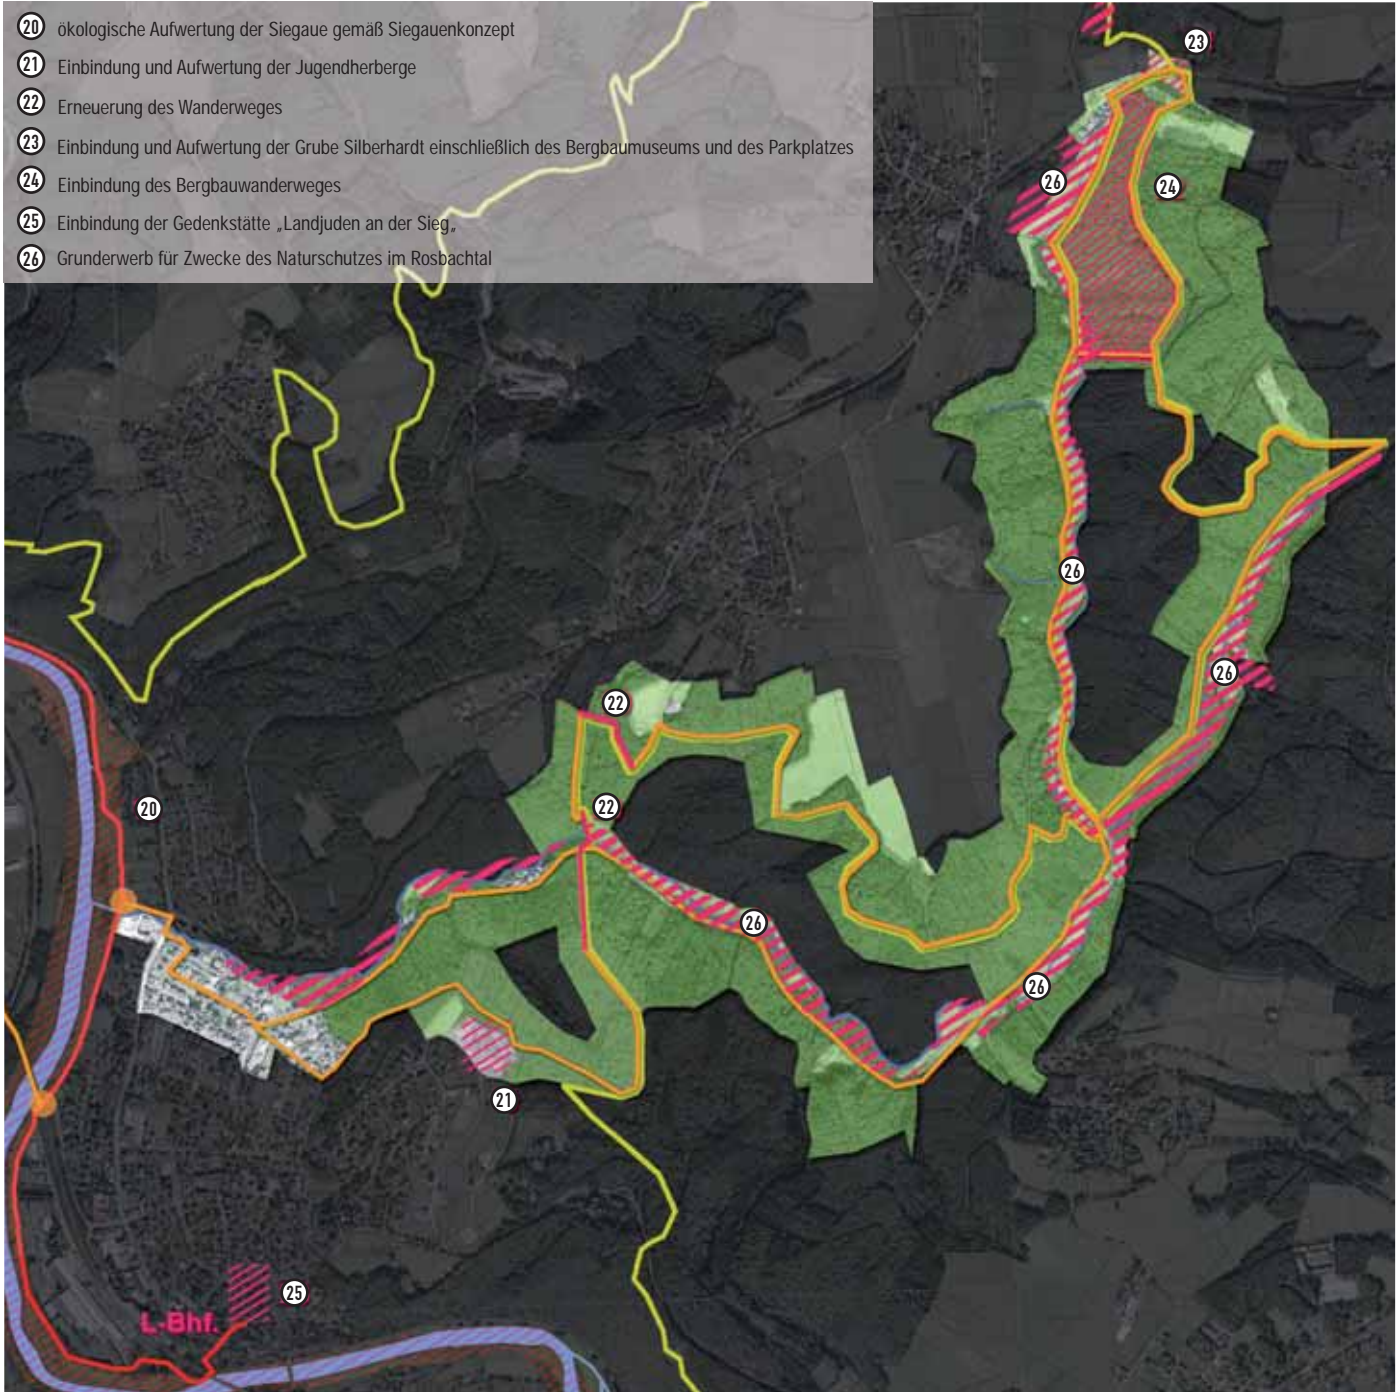 20 ökologische Aufwertung der Siegaue gemäß Siegauenkonzept
21 Einbindung und Aufwertung der Jugendherberge
22 Erneuerung des Wanderweges
23 Einbindung und Aufwertung der Grube Silberhardt einschließlich des Bergbaumuseums und des Parkplatzes
24 Einbindung des Bergbauwanderweges
25 Einbindung der Gedenkstätte „Landjuden an der Sieg„
26 Grunderwerb für Zwecke des Naturschutzes im Rosbachtal
23
26
24
26
26
22
22
20
26
26
21
25
L-Bhf.